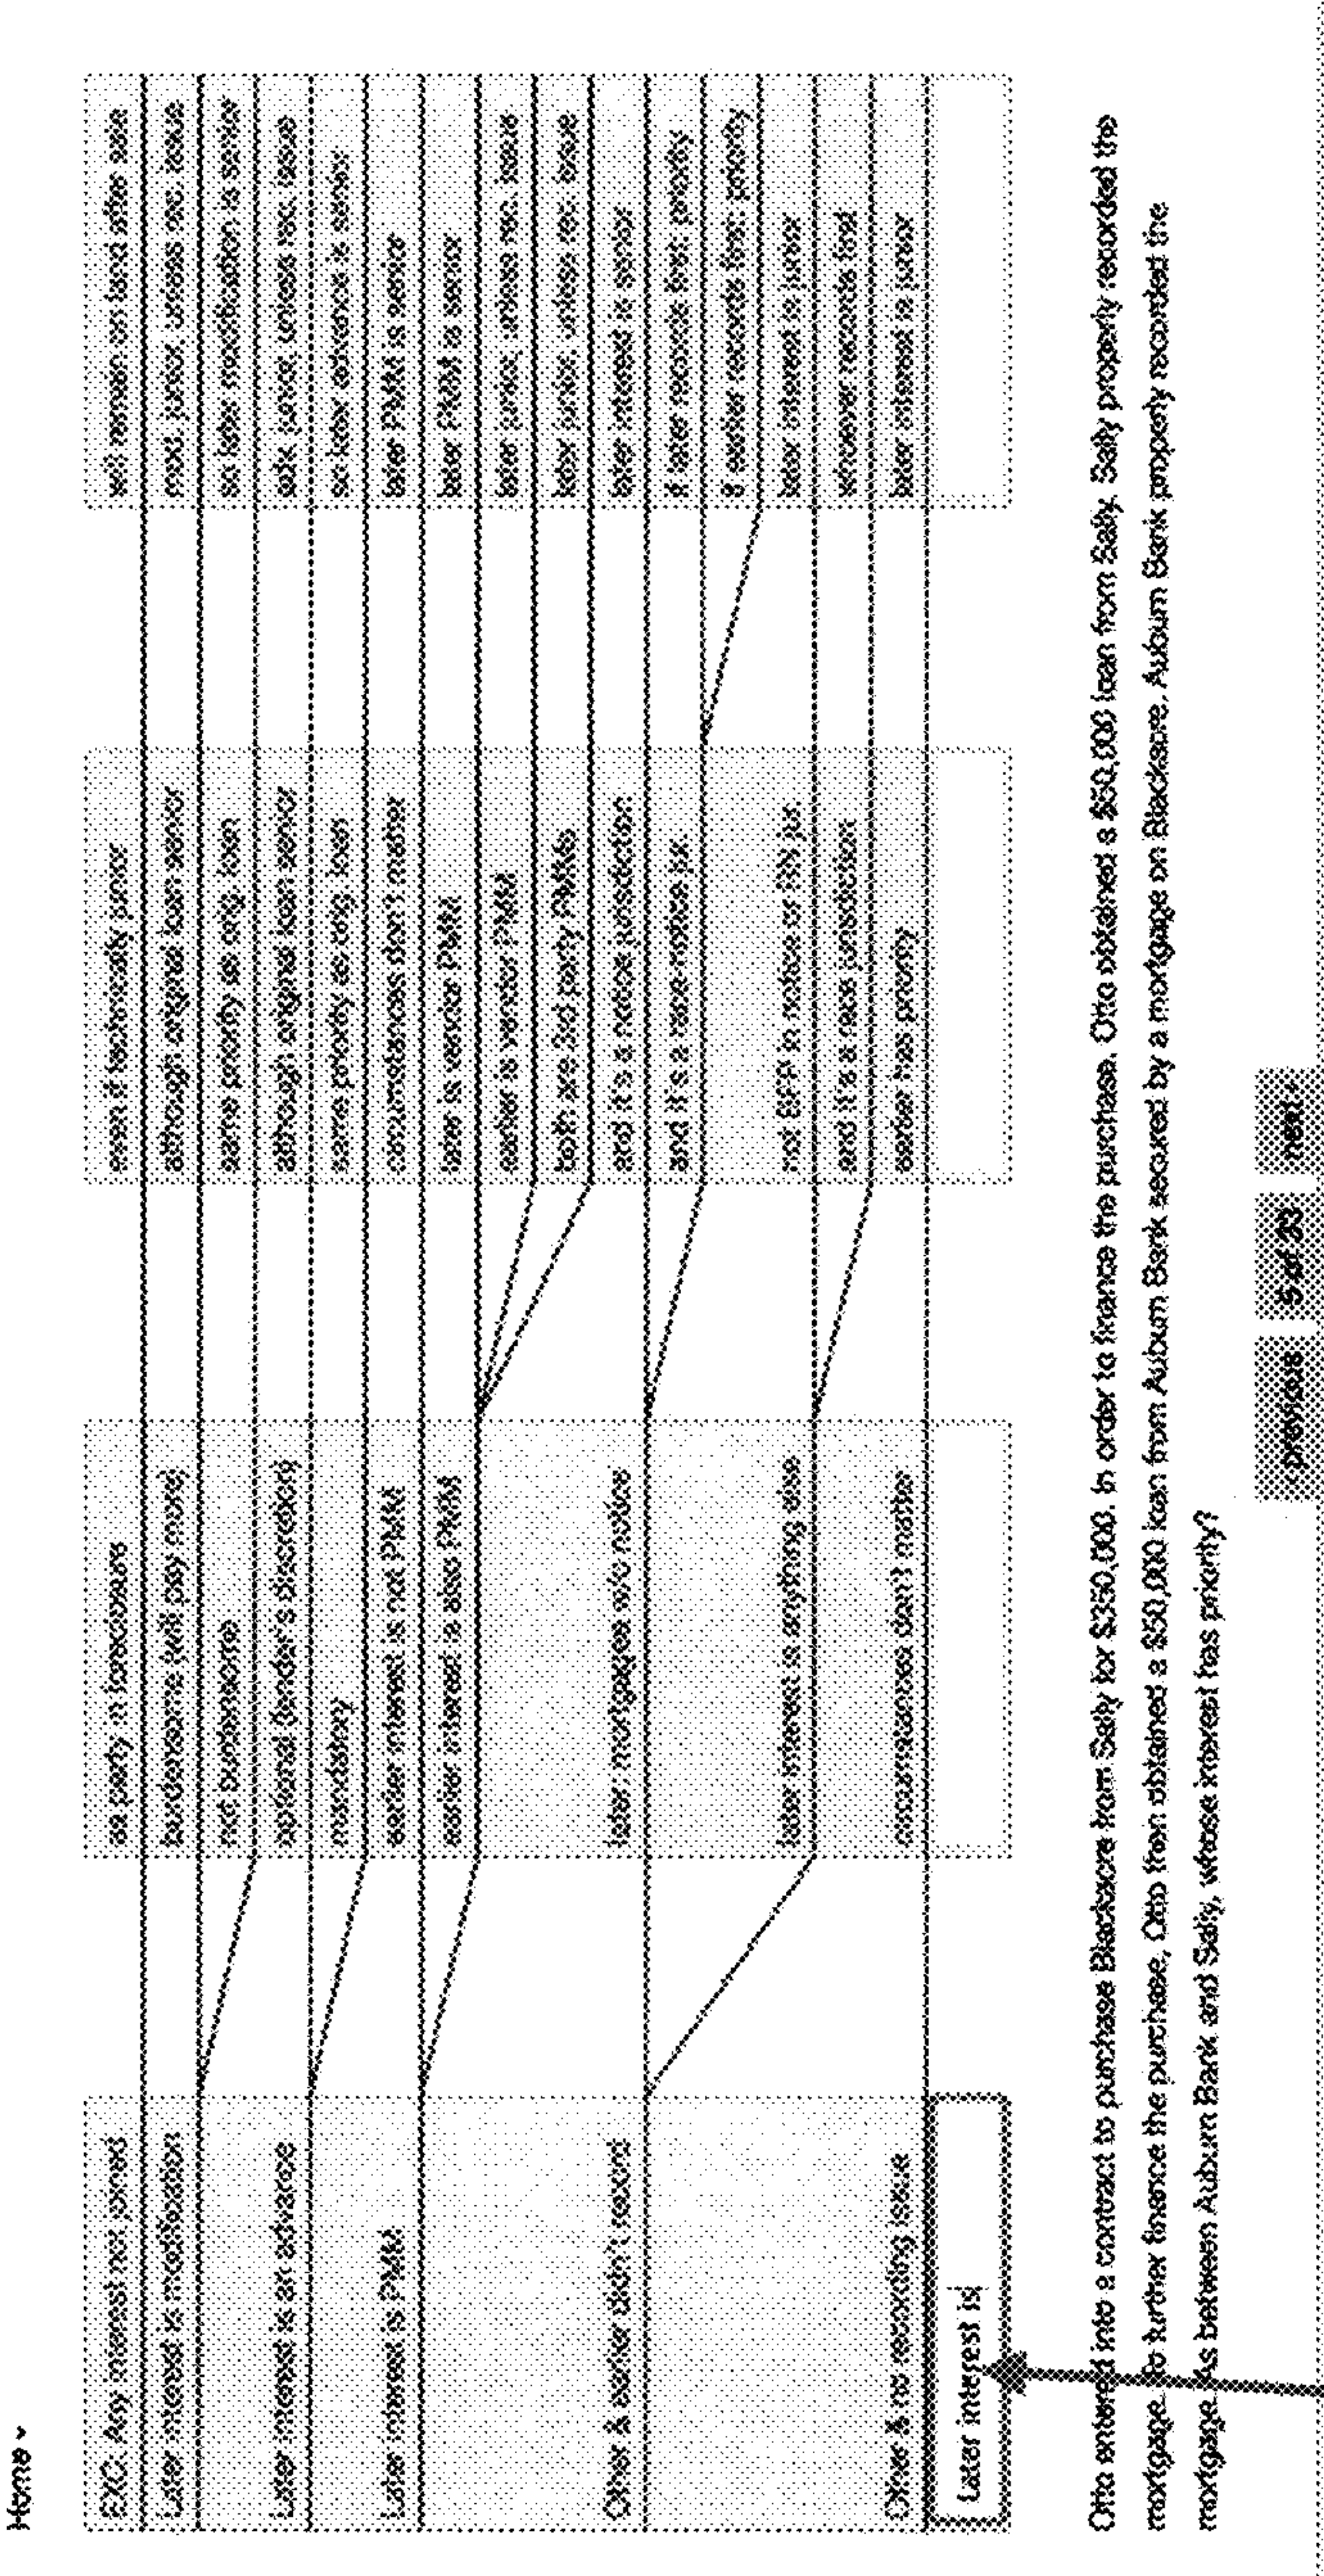 Home ˅
EXC: Any interest not joined
as party in foreclosure
even if technically junior
will remain on land after sale
Later interest is modification
burdensome (will pay more)
although original loan senior
mod. junior unless rec. issue
not burdensome
same priority as orig. loan
so later modification is senior
Later interest is an advance
optional (lender's discretion)
although original loan senior
adv. junior, unless rec. issue
mandatory
same priority as orig. loan
so later advance is senior
Later interest is PMM
earlier interest is not PMM
circumstances don't matter
later PMM is senior
earlier interest is also PMM
later is vendor PMM
later PMM is senior
earlier is vendor PMM
later junior, unless rec. issue
both are 3rd party PMMs
later junior, unless rec. issue
Other & earlier didn't record
later, mortgages w/o notice
and it's a notice jurisdiction
later interest is senior
and it's a race-notice jur.
if later records first: priority
if earlier records first: priority
later interest is anything else
not BFP in notice or RN jur
later interest is junior
and it's a race jurisdiction
whoever records first
Other & no recording issue
circumstances don't matter
earlier has priority
later interest is junior
Later interest is
Otto entered into a contract to purchase Blackacre from Sally for $350,000. In order to finance the purchase, Otto obtained a $50,000 loan from Sally. Sally properly recorded the
mortgage. To further finance the purchase, Otto then obtained a $50,000 loan from Auburn Bank secured by a mortgage on Blackacre. Auburn Bank properly recorded the
mortgage. As between Auburn Bank and Sally, whose interest has priority?
previous 5 of 33 next